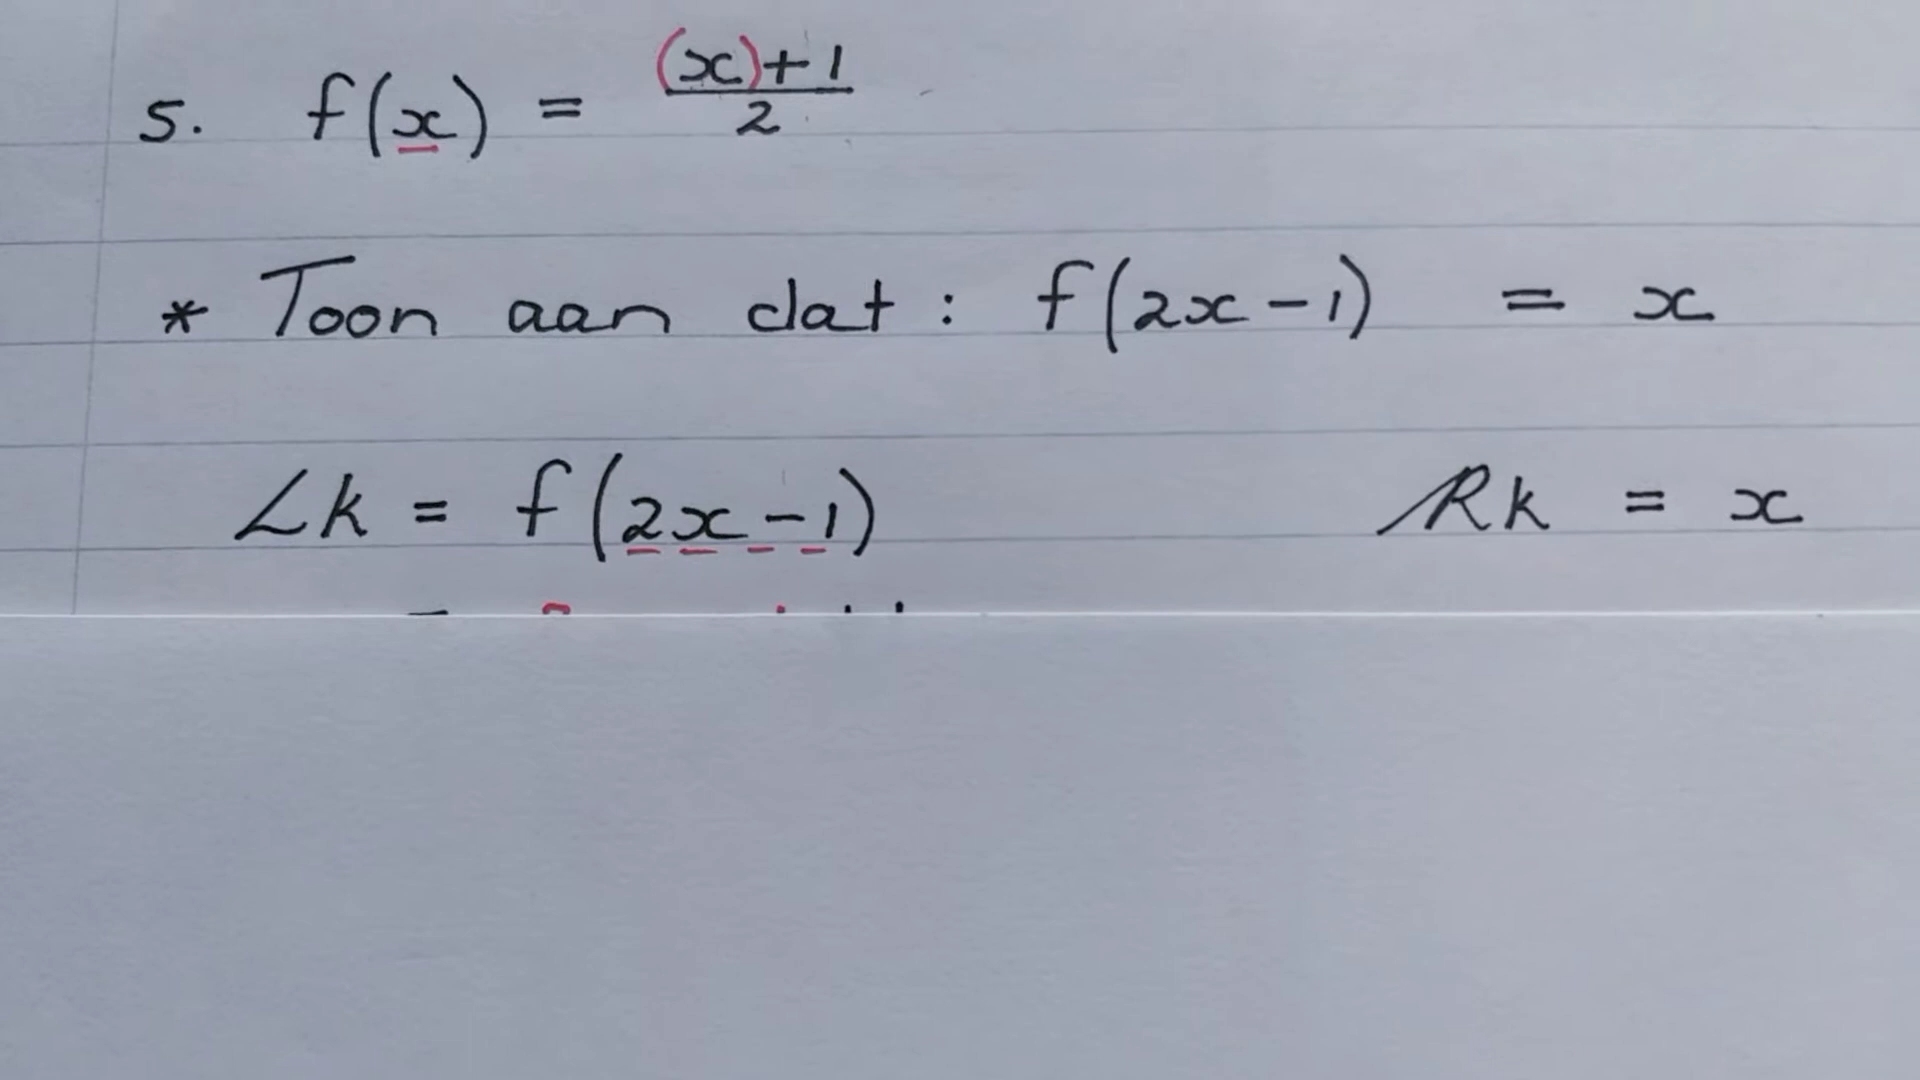 5. f(x) = (x)+1
2
* Toon aan dat : f(2x-1) = x
Lk = f(2x-1) Rk = x